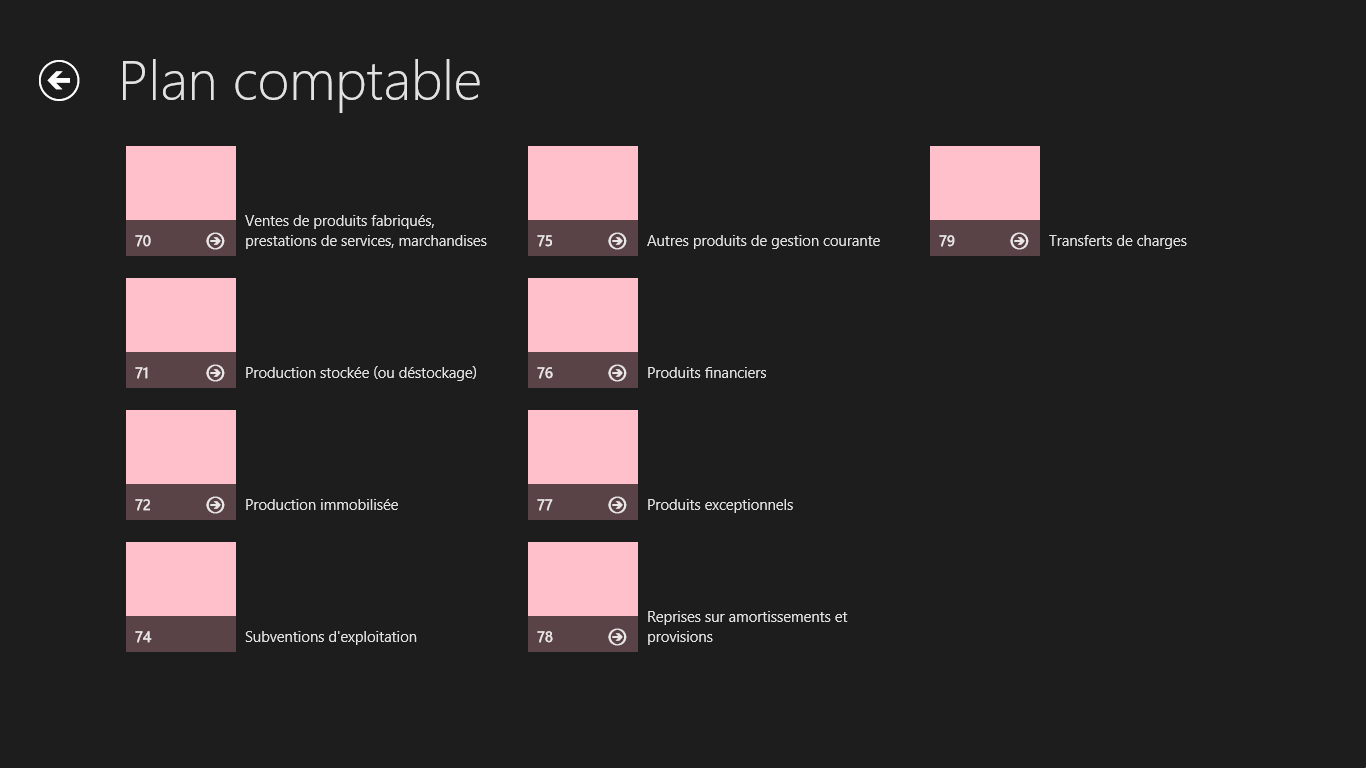 Plan comptable
70
Ventes de produits fabriqués,
prestations de services, marchandises
71
Production stockée (ou déstockage)
72
Production immobilisée
74
Subventions d'exploitation
75
Autres produits de gestion courante
76
Produits financiers
77
Produits exceptionnels
78
Reprises sur amortissements et
provisions
79
Transferts de charges